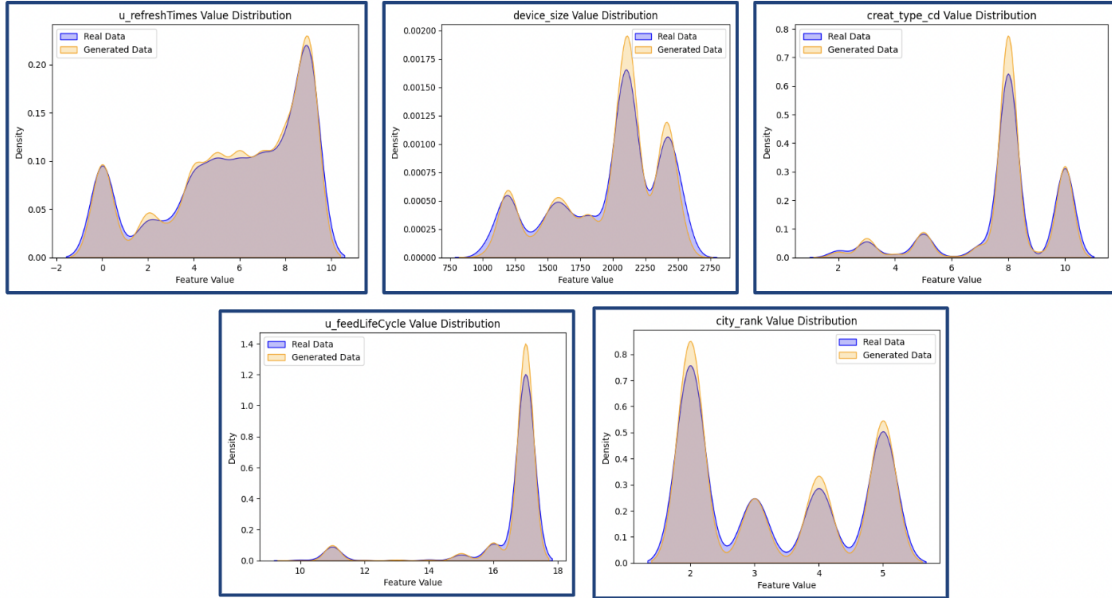 u_refreshTimes Value Distribution
Real Data
Generated Data
Density
0.20
0.15
0.10
0.05
0.00
−2 0 2 4 6 8 10
Feature Value
device_size Value Distribution
Real Data
Generated Data
Density
0.00200
0.00175
0.00150
0.00125
0.00100
0.00075
0.00050
0.00025
0.00000
750 1000 1250 1500 1750 2000 2250 2500 2750
Feature Value
creat_type_cd Value Distribution
Real Data
Generated Data
Density
0.8
0.7
0.6
0.5
0.4
0.3
0.2
0.1
0.0
2 4 6 8 10
Feature Value
u_feedLifeCycle Value Distribution
Real Data
Generated Data
Density
1.4
1.2
1.0
0.8
0.6
0.4
0.2
0.0
10 12 14 16 18
Feature Value
city_rank Value Distribution
Real Data
Generated Data
Density
0.8
0.7
0.6
0.5
0.4
0.3
0.2
0.1
0.0
2 3 4 5
Feature Value